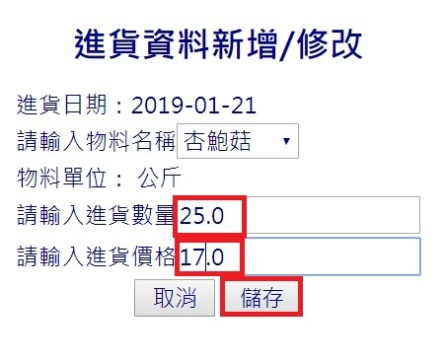 進貨資料新增/修改
進貨日期：2019-01-21
請輸入物料名稱 杏鮑菇
物料單位： 公斤
請輸入進貨數量 25.0
請輸入進貨價格 17.0
取消 儲存